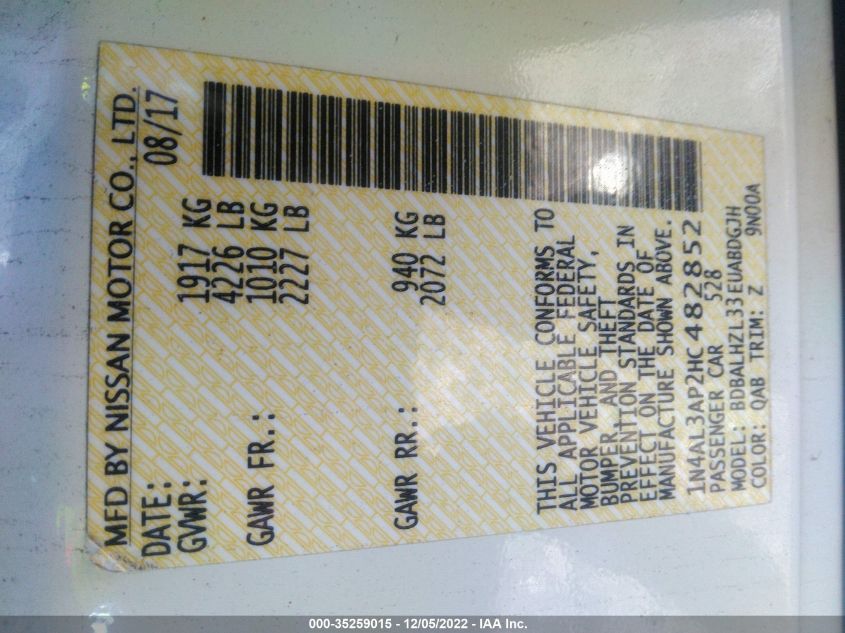 MFD BY NISSAN MOTOR CO., LTD.
DATE: 08/17
GVWR: 1917 KG
4226 LB
GAWR FR.: 1010 KG
2227 LB
GAWR RR.: 940 KG
2072 LB
THIS VEHICLE CONFORMS TO
ALL APPLICABLE FEDERAL
MOTOR VEHICLE SAFETY,
BUMPER AND THEFT
PREVENTION STANDARDS IN
EFFECT ON THE DATE OF
MANUFACTURE SHOWN ABOVE.
1N4AL3AP2HC482852
PASSENGER CAR 528
MODEL: BDBALHZL33EUABDGJH
COLOR: QAB TRIM: Z 9N00A
000-35259015 - 12/05/2022 - IAA Inc.